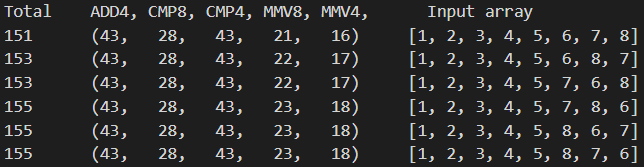 Total ADD4, CMP8, CMP4, MMV8, MMV4, Input array
151 (43, 28, 43, 21, 16) [1, 2, 3, 4, 5, 6, 7, 8]
153 (43, 28, 43, 22, 17) [1, 2, 3, 4, 5, 6, 8, 7]
153 (43, 28, 43, 22, 17) [1, 2, 3, 4, 5, 7, 6, 8]
155 (43, 28, 43, 23, 18) [1, 2, 3, 4, 5, 7, 8, 6]
155 (43, 28, 43, 23, 18) [1, 2, 3, 4, 5, 8, 6, 7]
155 (43, 28, 43, 23, 18) [1, 2, 3, 4, 5, 8, 7, 6]